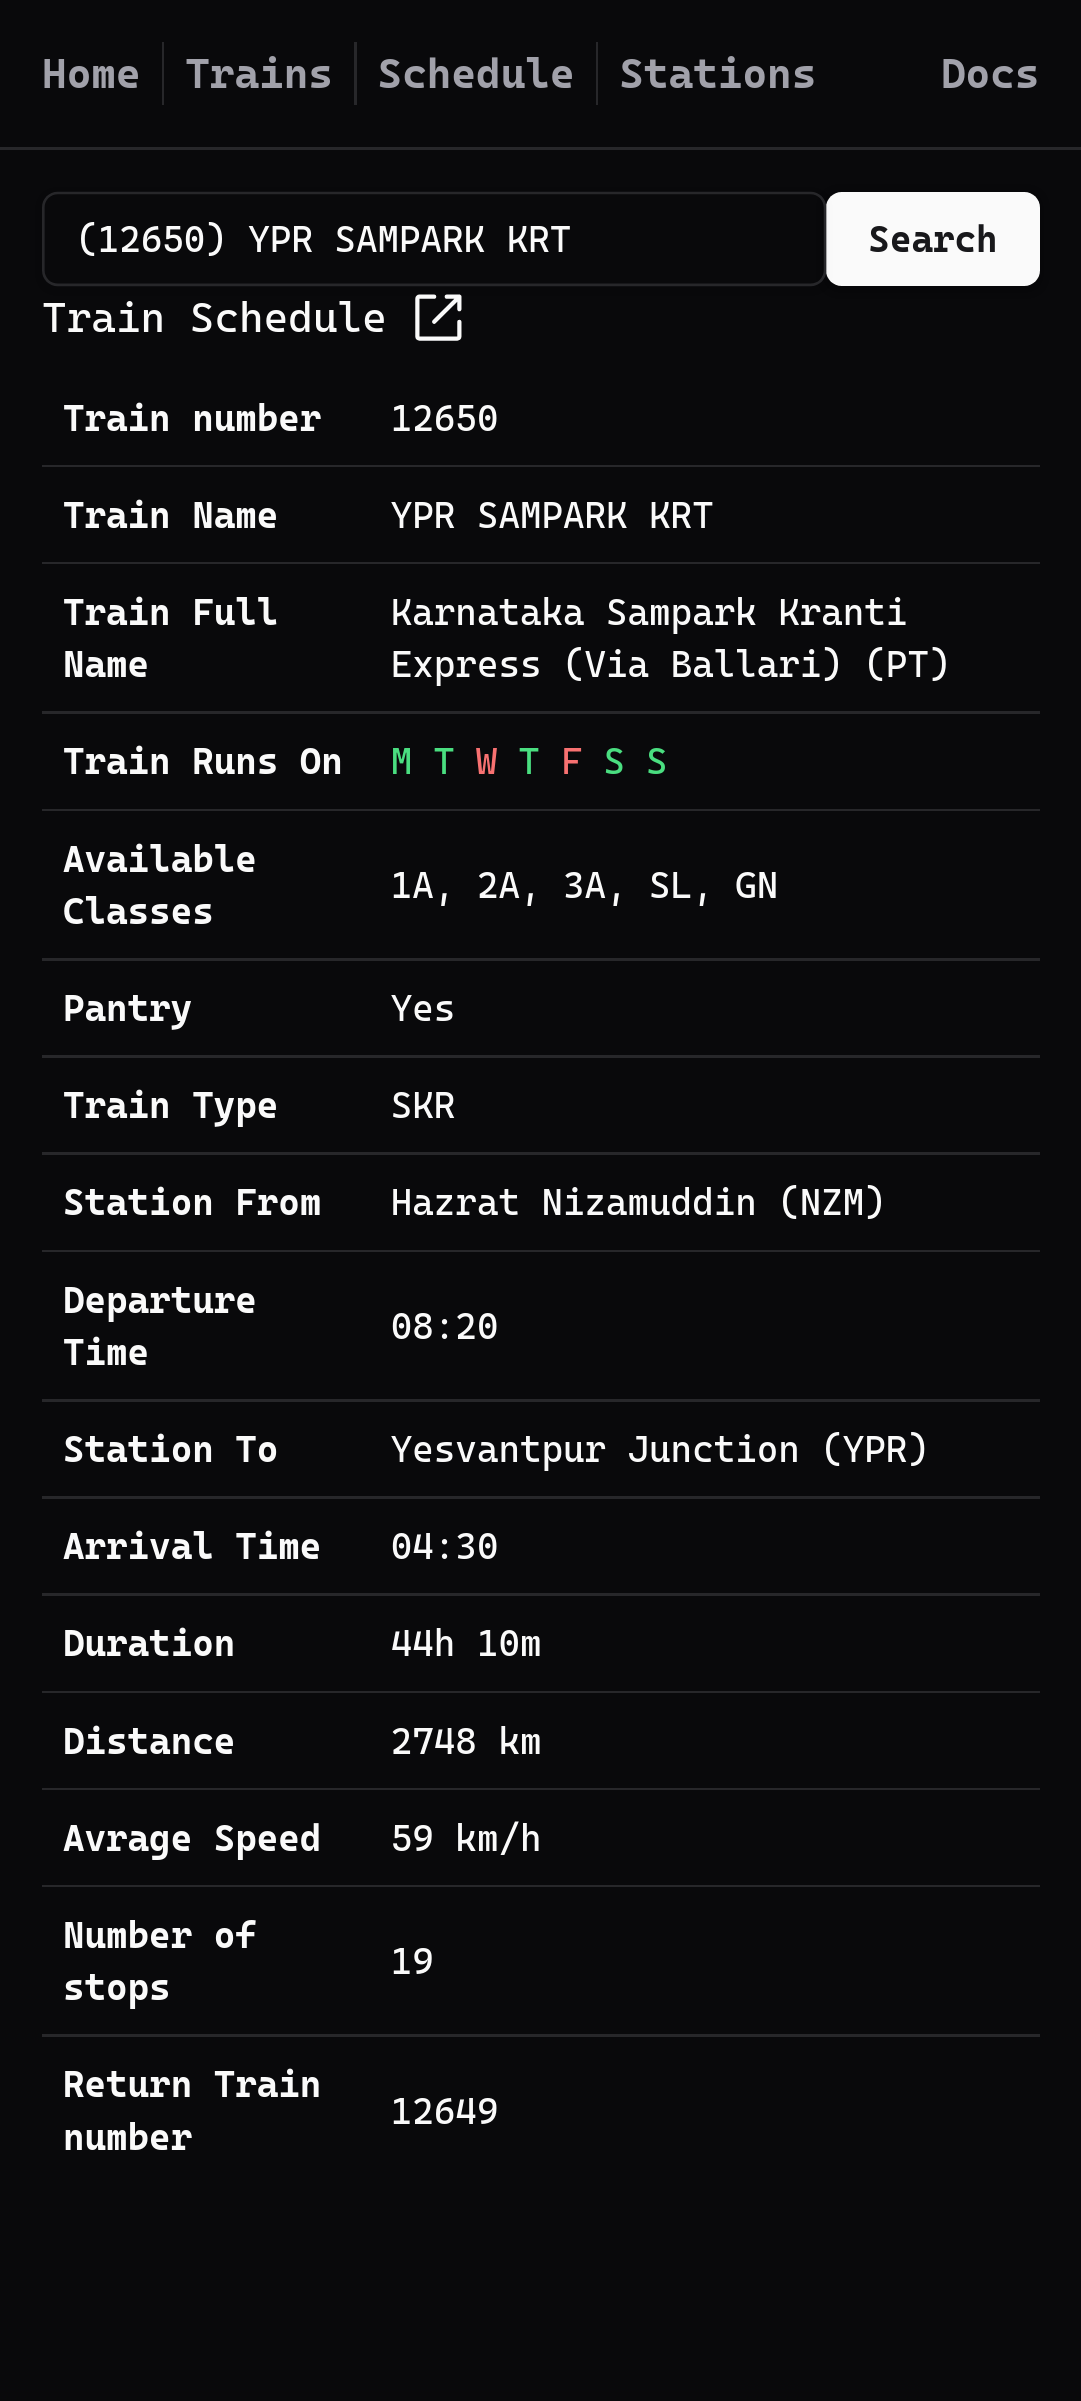 Home Trains Schedule Stations Docs
(12650) YPR SAMPARK KRT Search
Train Schedule
Train number 12650
Train Name YPR SAMPARK KRT
Train Full Name Karnataka Sampark Kranti
Express (Via Ballari) (PT)
Train Runs On M T W T F S S
Available
Classes
1A, 2A, 3A, SL, GN
Pantry Yes
Train Type SKR
Station From Hazrat Nizamuddin (NZM)
Departure
Time
08:20
Station To Yesvantpur Junction (YPR)
Arrival Time 04:30
Duration 44h 10m
Distance 2748 km
Avrage Speed 59 km/h
Number of
stops
19
Return Train
number
12649